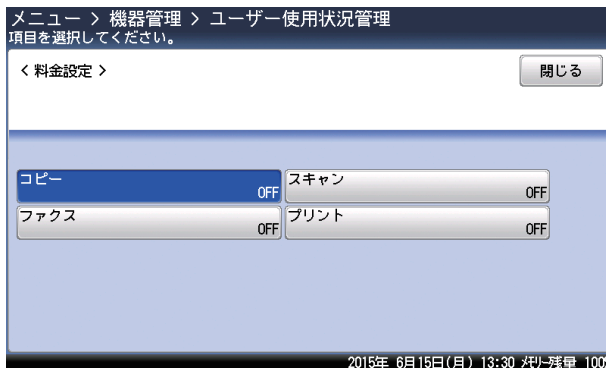 メニュー > 機器管理 > ユーザー使用状況管理
項目を選択してください。
< 料金設定 >
閉じる
コピー
OFF
スキャン
OFF
ファクス
OFF
プリント
OFF
2015年 6月15日(月) 13:30 メモリー残量 100%